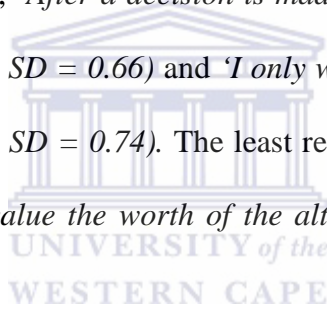 After a decision is mad
SD = 0.66) and ‘I only w
SD = 0.74). The least re
alue the worth of the alt
UNIVERSITY of the
WESTERN CAPE